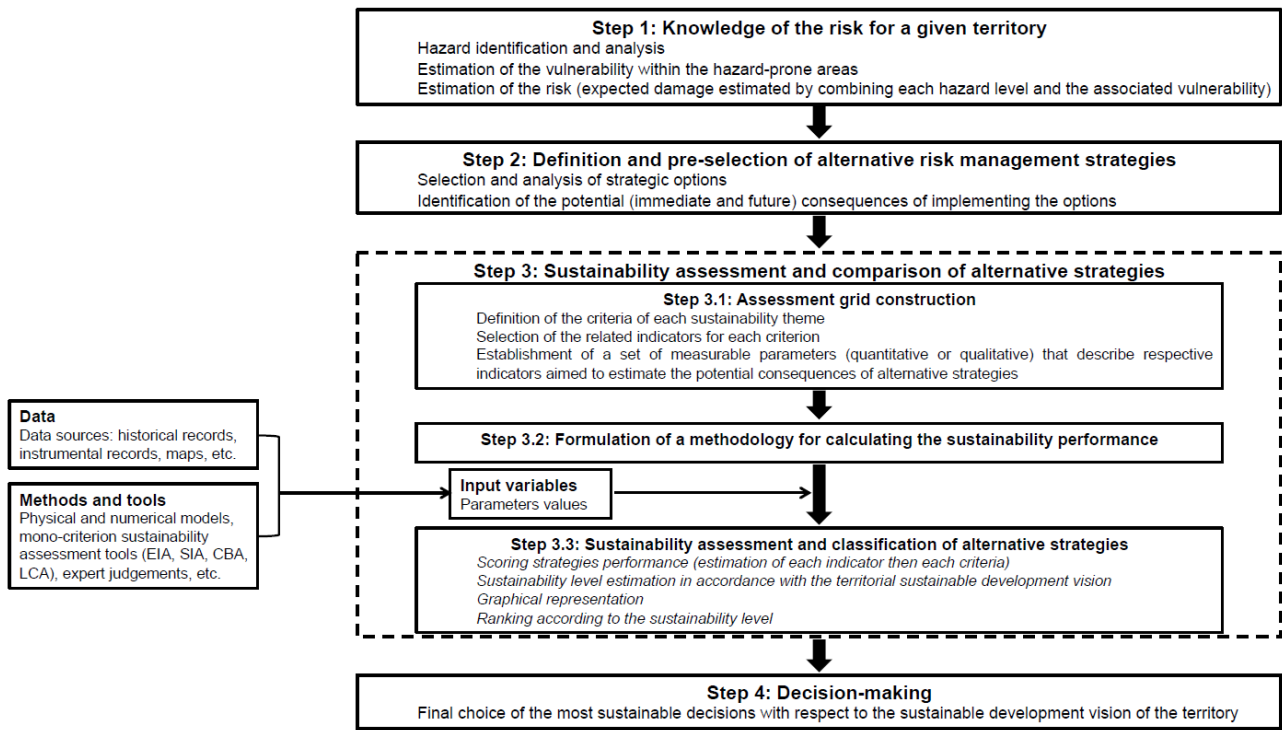 Step 1: Knowledge of the risk for a given territory
Hazard identification and analysis
Estimation of the vulnerability within the hazard-prone areas
Estimation of the risk (expected damage estimated by combining each hazard level and the associated vulnerability)
Step 2: Definition and pre-selection of alternative risk management strategies
Selection and analysis of strategic options
Identification of the potential (immediate and future) consequences of implementing the options
Step 3: Sustainability assessment and comparison of alternative strategies
Step 3.1: Assessment grid construction
Definition of the criteria of each sustainability theme
Selection of the related indicators for each criterion
Establishment of a set of measurable parameters (quantitative or qualitative) that describe respective
indicators aimed to estimate the potential consequences of alternative strategies
Data
Data sources: historical records,
instrumental records, maps, etc.
Step 3.2: Formulation of a methodology for calculating the sustainability performance
Methods and tools
Physical and numerical models,
mono-criterion sustainability
assessment tools (EIA, SIA, CBA,
LCA), expert judgements, etc.
Input variables
Parameters values
Step 3.3: Sustainability assessment and classification of alternative strategies
Scoring strategies performance (estimation of each indicator then each criteria)
Sustainability level estimation in accordance with the territorial sustainable development vision
Graphical representation
Ranking according to the sustainability level
Step 4: Decision-making
Final choice of the most sustainable decisions with respect to the sustainable development vision of the territory